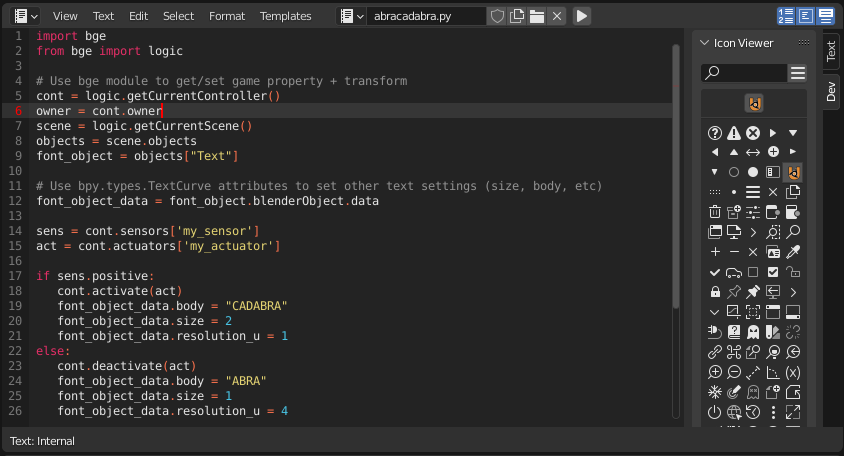 View Text Edit Select Format Templates abracadabra.py
1 import bge
2 from bge import logic
3
4 # Use bge module to get/set game property + transform
5 cont = logic.getCurrentController()
6 owner = cont.owner
7 scene = logic.getCurrentScene()
8 objects = scene.objects
9 font_object = objects["Text"]
10
11 # Use bpy.types.TextCurve attributes to set other text settings (size, body, etc)
12 font_object_data = font_object.blenderObject.data
13
14 sens = cont.sensors['my_sensor']
15 act = cont.actuators['my_actuator']
16
17 if sens.positive:
18 cont.activate(act)
19 font_object_data.body = "CADABRA"
20 font_object_data.size = 2
21 font_object_data.resolution_u = 1
22 else:
23 cont.deactivate(act)
24 font_object_data.body = "ABRA"
25 font_object_data.size = 1
26 font_object_data.resolution_u = 4
Icon Viewer
Text
Dev
Text: Internal